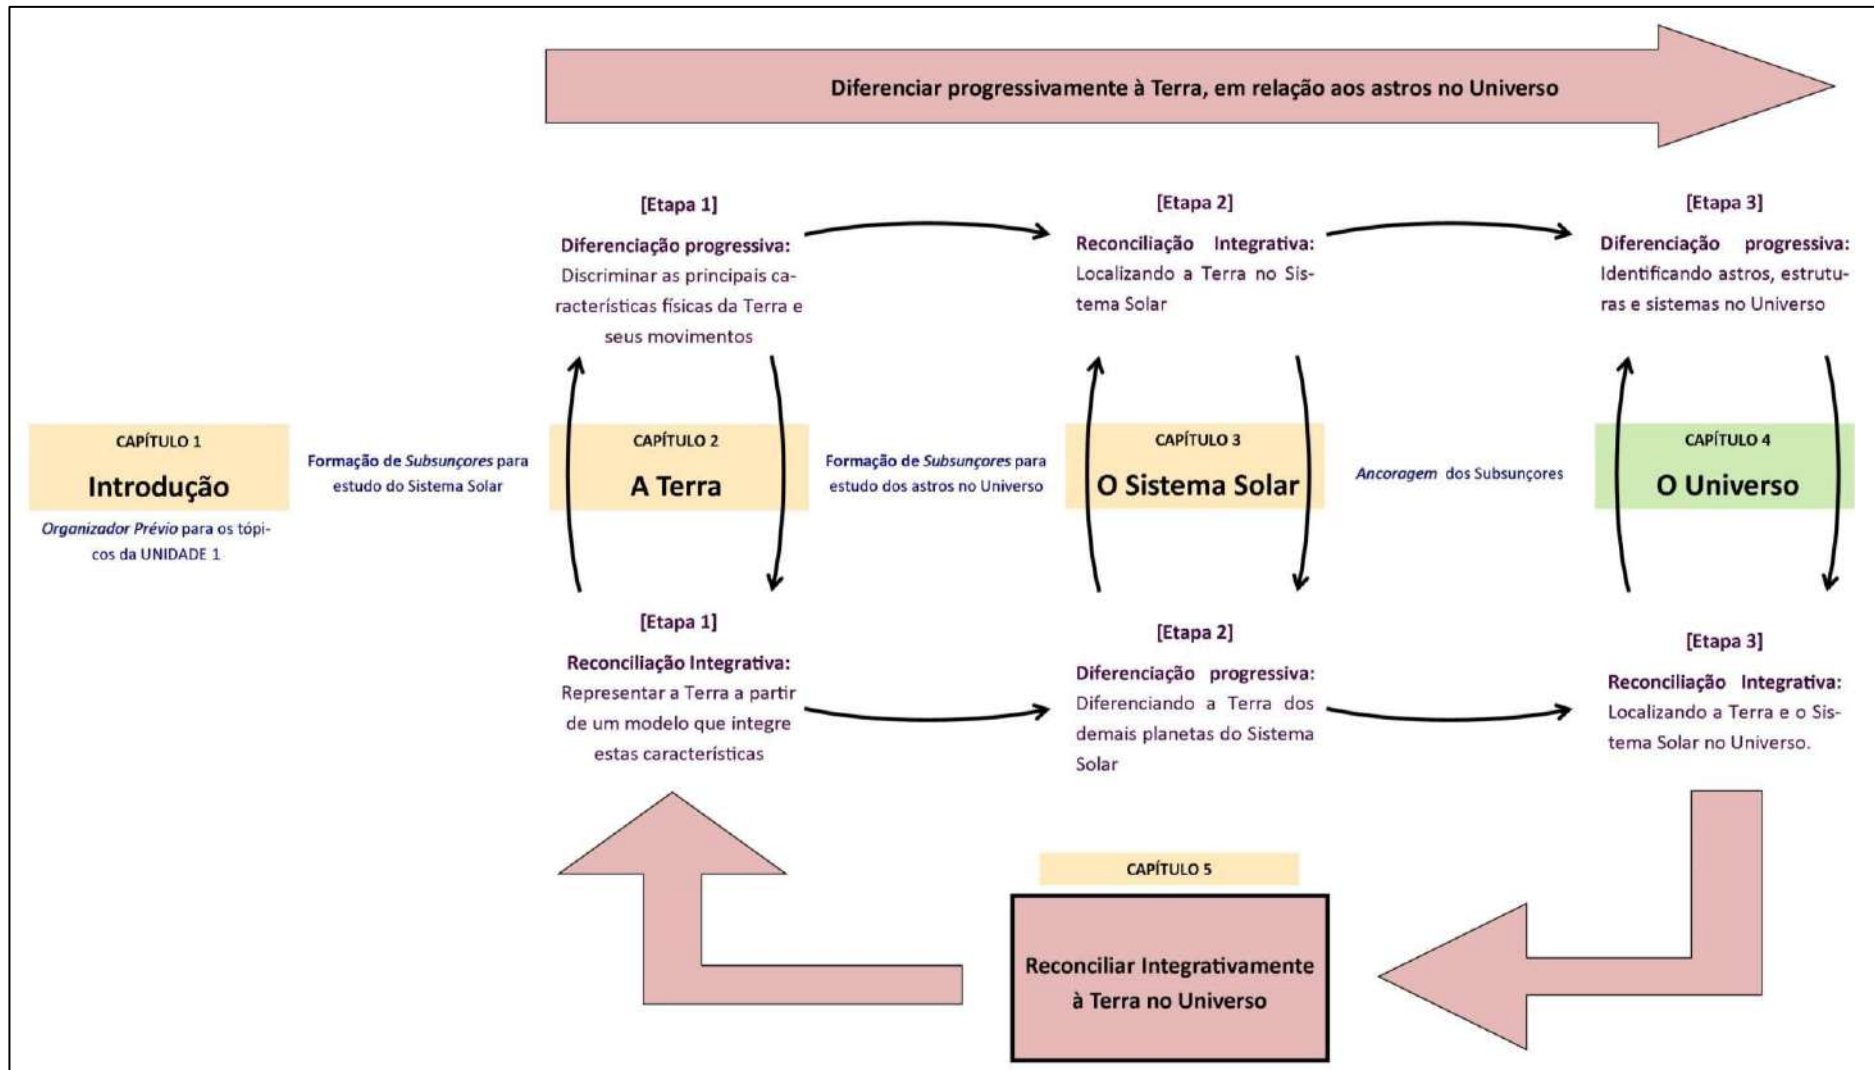 Diferenciar progressivamente à Terra, em relação aos astros no Universo
[Etapa 1]
Diferenciação progressiva:
Discriminar as principais ca-
racterísticas físicas da Terra e
seus movimentos
[Etapa 2]
Reconciliação Integrativa:
Localizando a Terra no Sis-
tema Solar
[Etapa 3]
Diferenciação progressiva:
Identificando astros, estrutu-
ras e sistemas no Universo
CAPÍTULO 1
Introdução
Organizador Prévio para os tópi-
cos da UNIDADE 1
Formação de Subsunçores para
estudo do Sistema Solar
CAPÍTULO 2
A Terra
Formação de Subsunçores para
estudo dos astros no Universo
CAPÍTULO 3
O Sistema Solar
Ancoragem dos Subsunçores
CAPÍTULO 4
O Universo
[Etapa 1]
Reconciliação Integrativa:
Representar a Terra a partir
de um modelo que integre
estas características
[Etapa 2]
Diferenciação progressiva:
Diferenciando a Terra dos
demais planetas do Sistema
Solar
[Etapa 3]
Reconciliação Integrativa:
Localizando a Terra e o Sis-
tema Solar no Universo.
CAPÍTULO 5
Reconciliar Integrativamente
à Terra no Universo